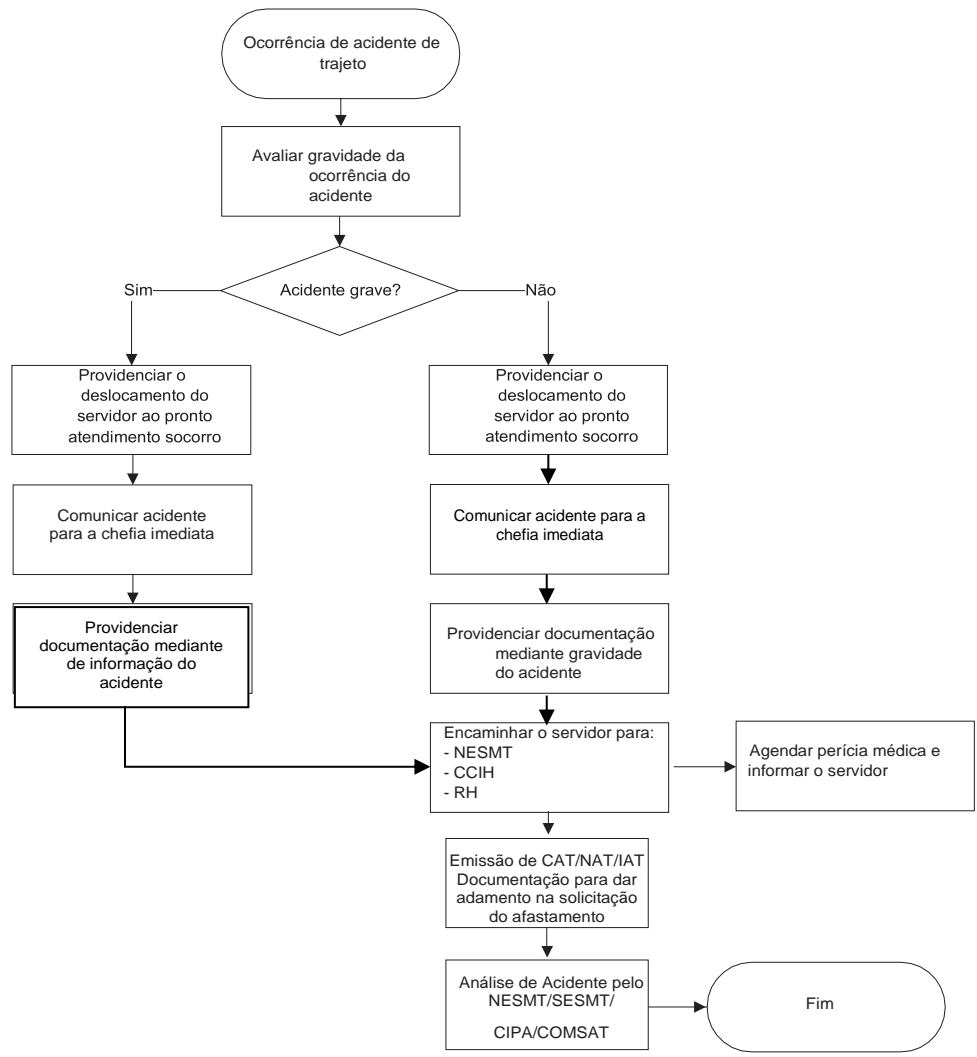 Ocorrência de acidente de
trajeto
Avaliar gravidade da
ocorrência do
acidente
Acidente grave?
Sim
Não
Providenciar o
deslocamento do
servidor ao pronto
atendimento socorro
Comunicar acidente
para a chefia imediata
Providenciar
documentação mediante
de informação do
acidente
Providenciar o
deslocamento do
servidor ao pronto
atendimento socorro
Comunicar acidente para a
chefia imediata
Providenciar documentação
mediante gravidade
do acidente
Encaminhar o servidor para:
- NESMT
- CCIH
- RH
Agendar perícia médica e
informar o servidor
Emissão de CAT/NAT/IAT
Documentação para dar
adamento na solicitação
do afastamento
Análise de Acidente pelo
NESMT/SESMT/
CIPA/COMSAT
Fim